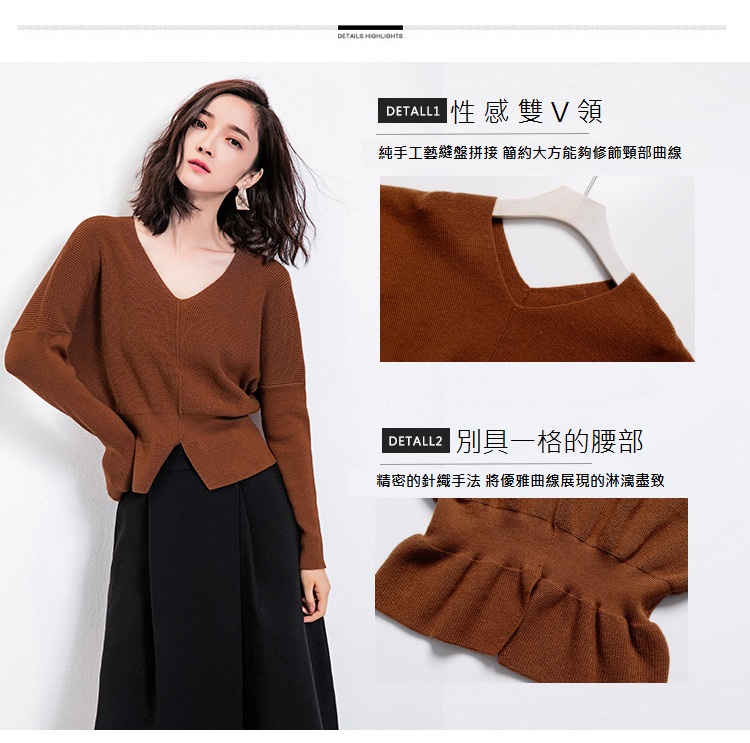 DETAILS HIGHLIGHTS
DETALL1 性感雙V領
純手工藝縫盤拼接 簡約大方能夠修飾頸部曲線
DETALL2 別具一格的腰部
精密的針織手法 將優雅曲線展現的淋漓盡致